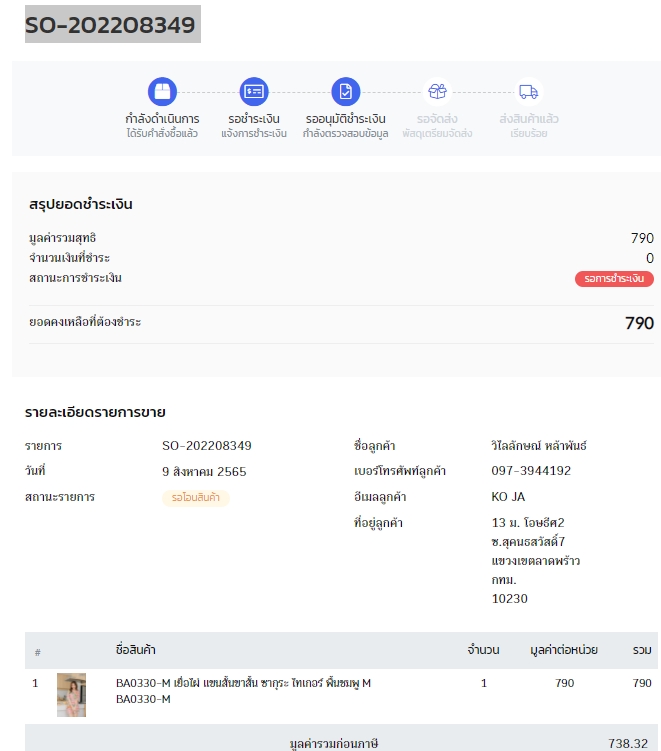 SO-202208349
กำลังดำเนินการ รอชำระเงิน รออนุมัติชำระเงิน รอจัดส่ง ส่งสินค้าแล้ว
ได้รับคำสั่งซื้อแล้ว แจ้งการชำระเงิน กำลังตรวจสอบข้อมูล พัสดุเตรียมจัดส่ง เรียบร้อย
สรุปยอดชำระเงิน
มูลค่ารวมสุทธิ 790
จำนวนเงินที่ชำระ 0
สถานะการชำระเงิน รอการชำระเงิน
ยอดคงเหลือที่ต้องชำระ 790
รายละเอียดรายการขาย
รายการ SO-202208349 ชื่อลูกค้า วิไลลักษณ์ หล้าพันธ์
วันที่ 9 สิงหาคม 2565 เบอร์โทรศัพท์ลูกค้า 097-3944192
สถานะรายการ รอโอนสินค้า อีเมลลูกค้า KO JA
ที่อยู่ลูกค้า 13 ม. โอษธีศ2
ซ.สุคนธสวัสดิ์7
แขวงเขตลาดพร้าว
กทม.
10230
# ชื่อสินค้า จำนวน มูลค่าต่อหน่วย รวม
1 BA0330-M เยื่อไผ่ แขนสั้นขาสั้น ซากุระ ไทเกอร์ พื้นชมพู M 1 790 790
BA0330-M
มูลค่ารวมก่อนภาษี 738.32